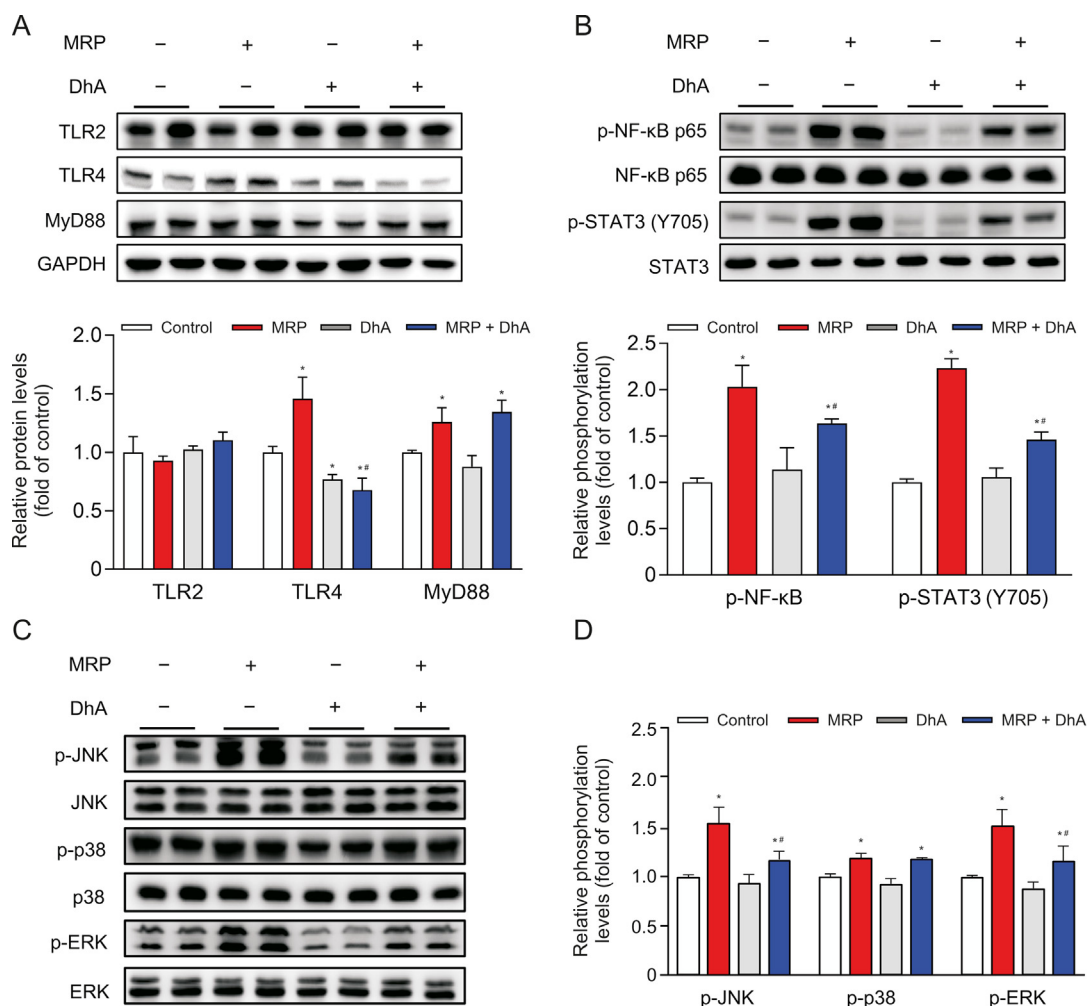 A
MRP − + − +
DhA − − + +
TLR2
TLR4
MyD88
GAPDH
Control MRP DhA MRP + DhA
Relative protein levels
(fold of control)
2.0
1.5
1.0
0.5
0
*
*
*#
*
*
TLR2 TLR4 MyD88
B
MRP − + − +
DhA − − + +
p-NF-κB p65
NF-κB p65
p-STAT3 (Y705)
STAT3
Control MRP DhA MRP + DhA
Relative phosphorylation
levels (fold of control)
2.5
2.0
1.5
1.0
0.5
0
*
*#
*
*#
p-NF-κB p-STAT3 (Y705)
C
MRP − + − +
DhA − − + +
p-JNK
JNK
p-p38
p38
p-ERK
ERK
D
Control MRP DhA MRP + DhA
Relative phosphorylation
levels (fold of control)
2.0
1.5
1.0
0.5
0
*
*#
*
*
*
*#
p-JNK p-p38 p-ERK